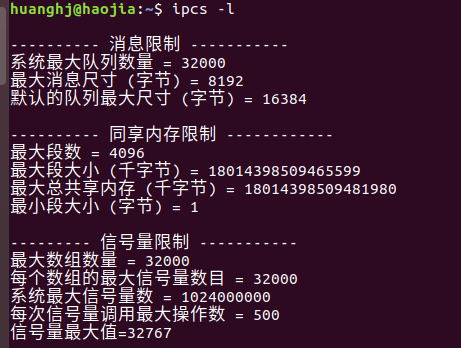 huanghj@haojia:~$ ipcs -l
---------- 消息限制 -----------
系统最大队列数量 = 32000
最大消息尺寸 (字节) = 8192
默认的队列最大尺寸 (字节) = 16384
---------- 同享内存限制 ------------
最大段数 = 4096
最大段大小 (千字节) = 18014398509465599
最大总共享内存 (千字节) = 18014398509481980
最小段大小 (字节) = 1
--------- 信号量限制 -----------
最大数组数量 = 32000
每个数组的最大信号量数目 = 32000
系统最大信号量数 = 1024000000
每次信号量调用最大操作数 = 500
信号量最大值=32767